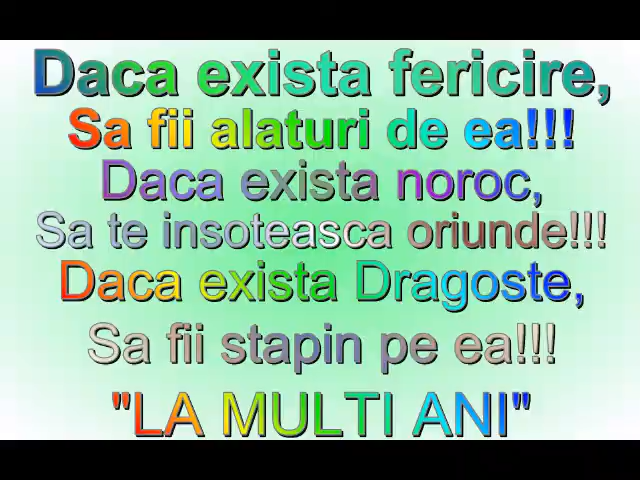 Daca exista fericire,
Sa fii alaturi de ea!!!
Daca exista noroc,
Sa te insoteasca oriunde!!!
Daca exista Dragoste,
Sa fii stapin pe ea!!!
"LA MULTI ANI"